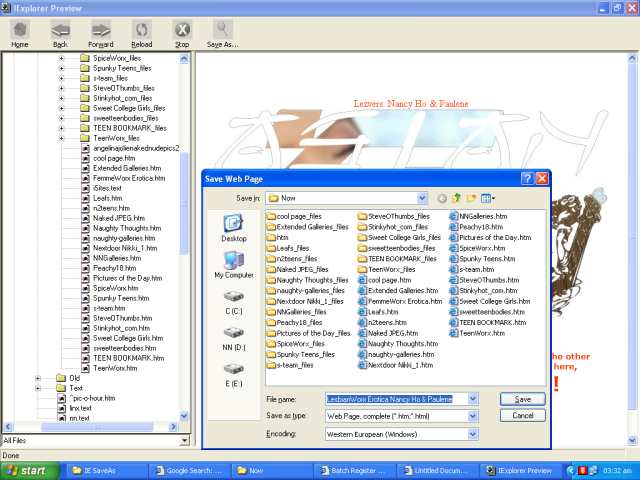 IExplorer Preview
Home Back Forward Reload Stop Save As...
SpiceWorx_files
Spunky Teens_files
s-team_files
SteveOThumbs_files
Stinkyhot_com_files
Sweet College Girls_files
sweetteenbodies_files
TEEN BOOKMARK_files
TeenWorx_files
angelinajolienakednudepics2
cool page.htm
Extended Galleries.htm
FemmeWorx Erotica.htm
iSites.text
Leafs.htm
n2teens.htm
Naked JPEG.htm
Naughty Thoughts.htm
naughty-galleries.htm
Nextdoor Nikki_1.htm
NNGalleries.htm
Peachy18.htm
Pictures of the Day.htm
SpiceWorx.htm
Spunky Teens.htm
s-team.htm
SteveOThumbs.htm
Stinkyhot_com.htm
Sweet College Girls.htm
sweetteenbodies.htm
TEEN BOOKMARK.htm
TeenWorx.htm
Old
Text
^pic-o-hour.htm
linx.text
nn.text
All Files
Done
Lezvers: Nancy Ho & Paulene
ASIAN
Save Web Page
Save in: Now
Desktop
My Computer
C (C:)
NN (D:)
E (E:)
cool page_files
Extended Galleries_files
htm
Leafs_files
n2teens_files
Naked JPEG_files
Naughty Thoughts_files
naughty-galleries_files
Nextdoor Nikki_1_files
NNGalleries_files
Peachy18_files
Pictures of the Day_files
SpiceWorx_files
Spunky Teens_files
s-team_files
SteveOThumbs_files
Stinkyhot_com_files
Sweet College Girls_files
sweetteenbodies_files
TEEN BOOKMARK_files
TeenWorx_files
cool page.htm
Extended Galleries.htm
FemmeWorx Erotica.htm
Leafs.htm
n2teens.htm
Naked JPEG.htm
Naughty Thoughts.htm
naughty-galleries.htm
Nextdoor Nikki_1.htm
NNGalleries.htm
Peachy18.htm
Pictures of the Day.htm
SpiceWorx.htm
Spunky Teens.htm
s-team.htm
SteveOThumbs.htm
Stinkyhot_com.htm
Sweet College Girls.htm
sweetteenbodies.htm
TEEN BOOKMARK.htm
TeenWorx.htm
File name: LezbianWorx Erotica Nancy Ho & Paulene
Save
Save as type: Web Page, complete (*.htm;*.html)
Cancel
Encoding: Western European (Windows)
he other
here,
!
start
IE SaveAs
Google Search: ...
Now
Batch Register ...
Untitled Docum...
IExplorer Preview
03:32 am